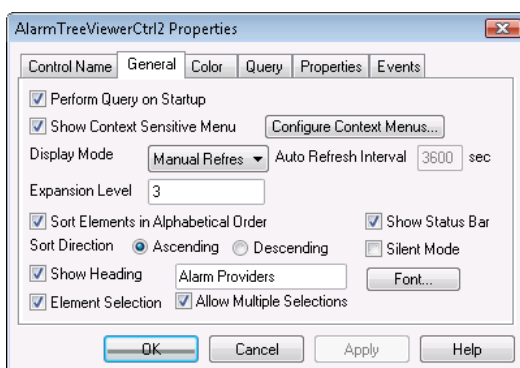 AlarmTreeViewerCtrl2 Properties
Control Name General Color Query Properties Events
Perform Query on Startup
Show Context Sensitive Menu Configure Context Menus...
Display Mode Manual Refres Auto Refresh Interval 3600 sec
Expansion Level 3
Sort Elements in Alphabetical Order Show Status Bar
Sort Direction Ascending Descending Silent Mode
Show Heading Alarm Providers Font...
Element Selection Allow Multiple Selections
OK Cancel Apply Help